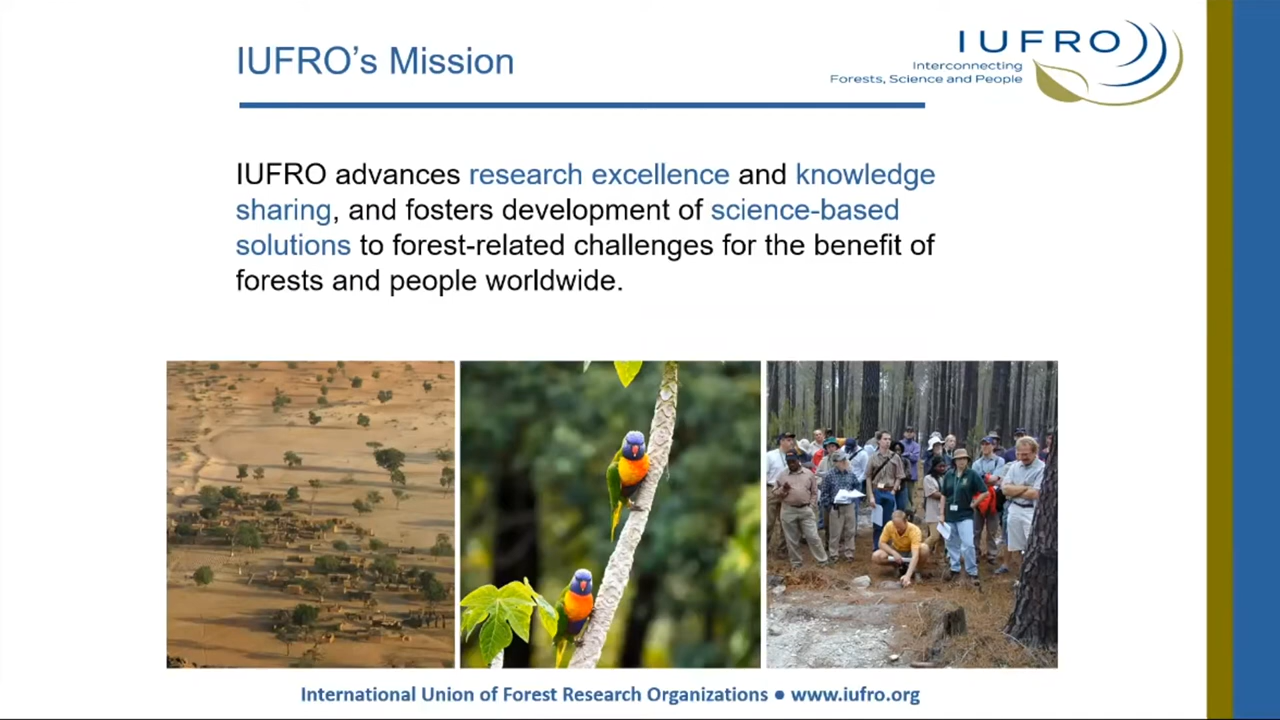 IUFRO's Mission
IUFRO
Interconnecting
Forests, Science and People
IUFRO advances research excellence and knowledge
sharing, and fosters development of science-based
solutions to forest-related challenges for the benefit of
forests and people worldwide.
International Union of Forest Research Organizations ● www.iufro.org